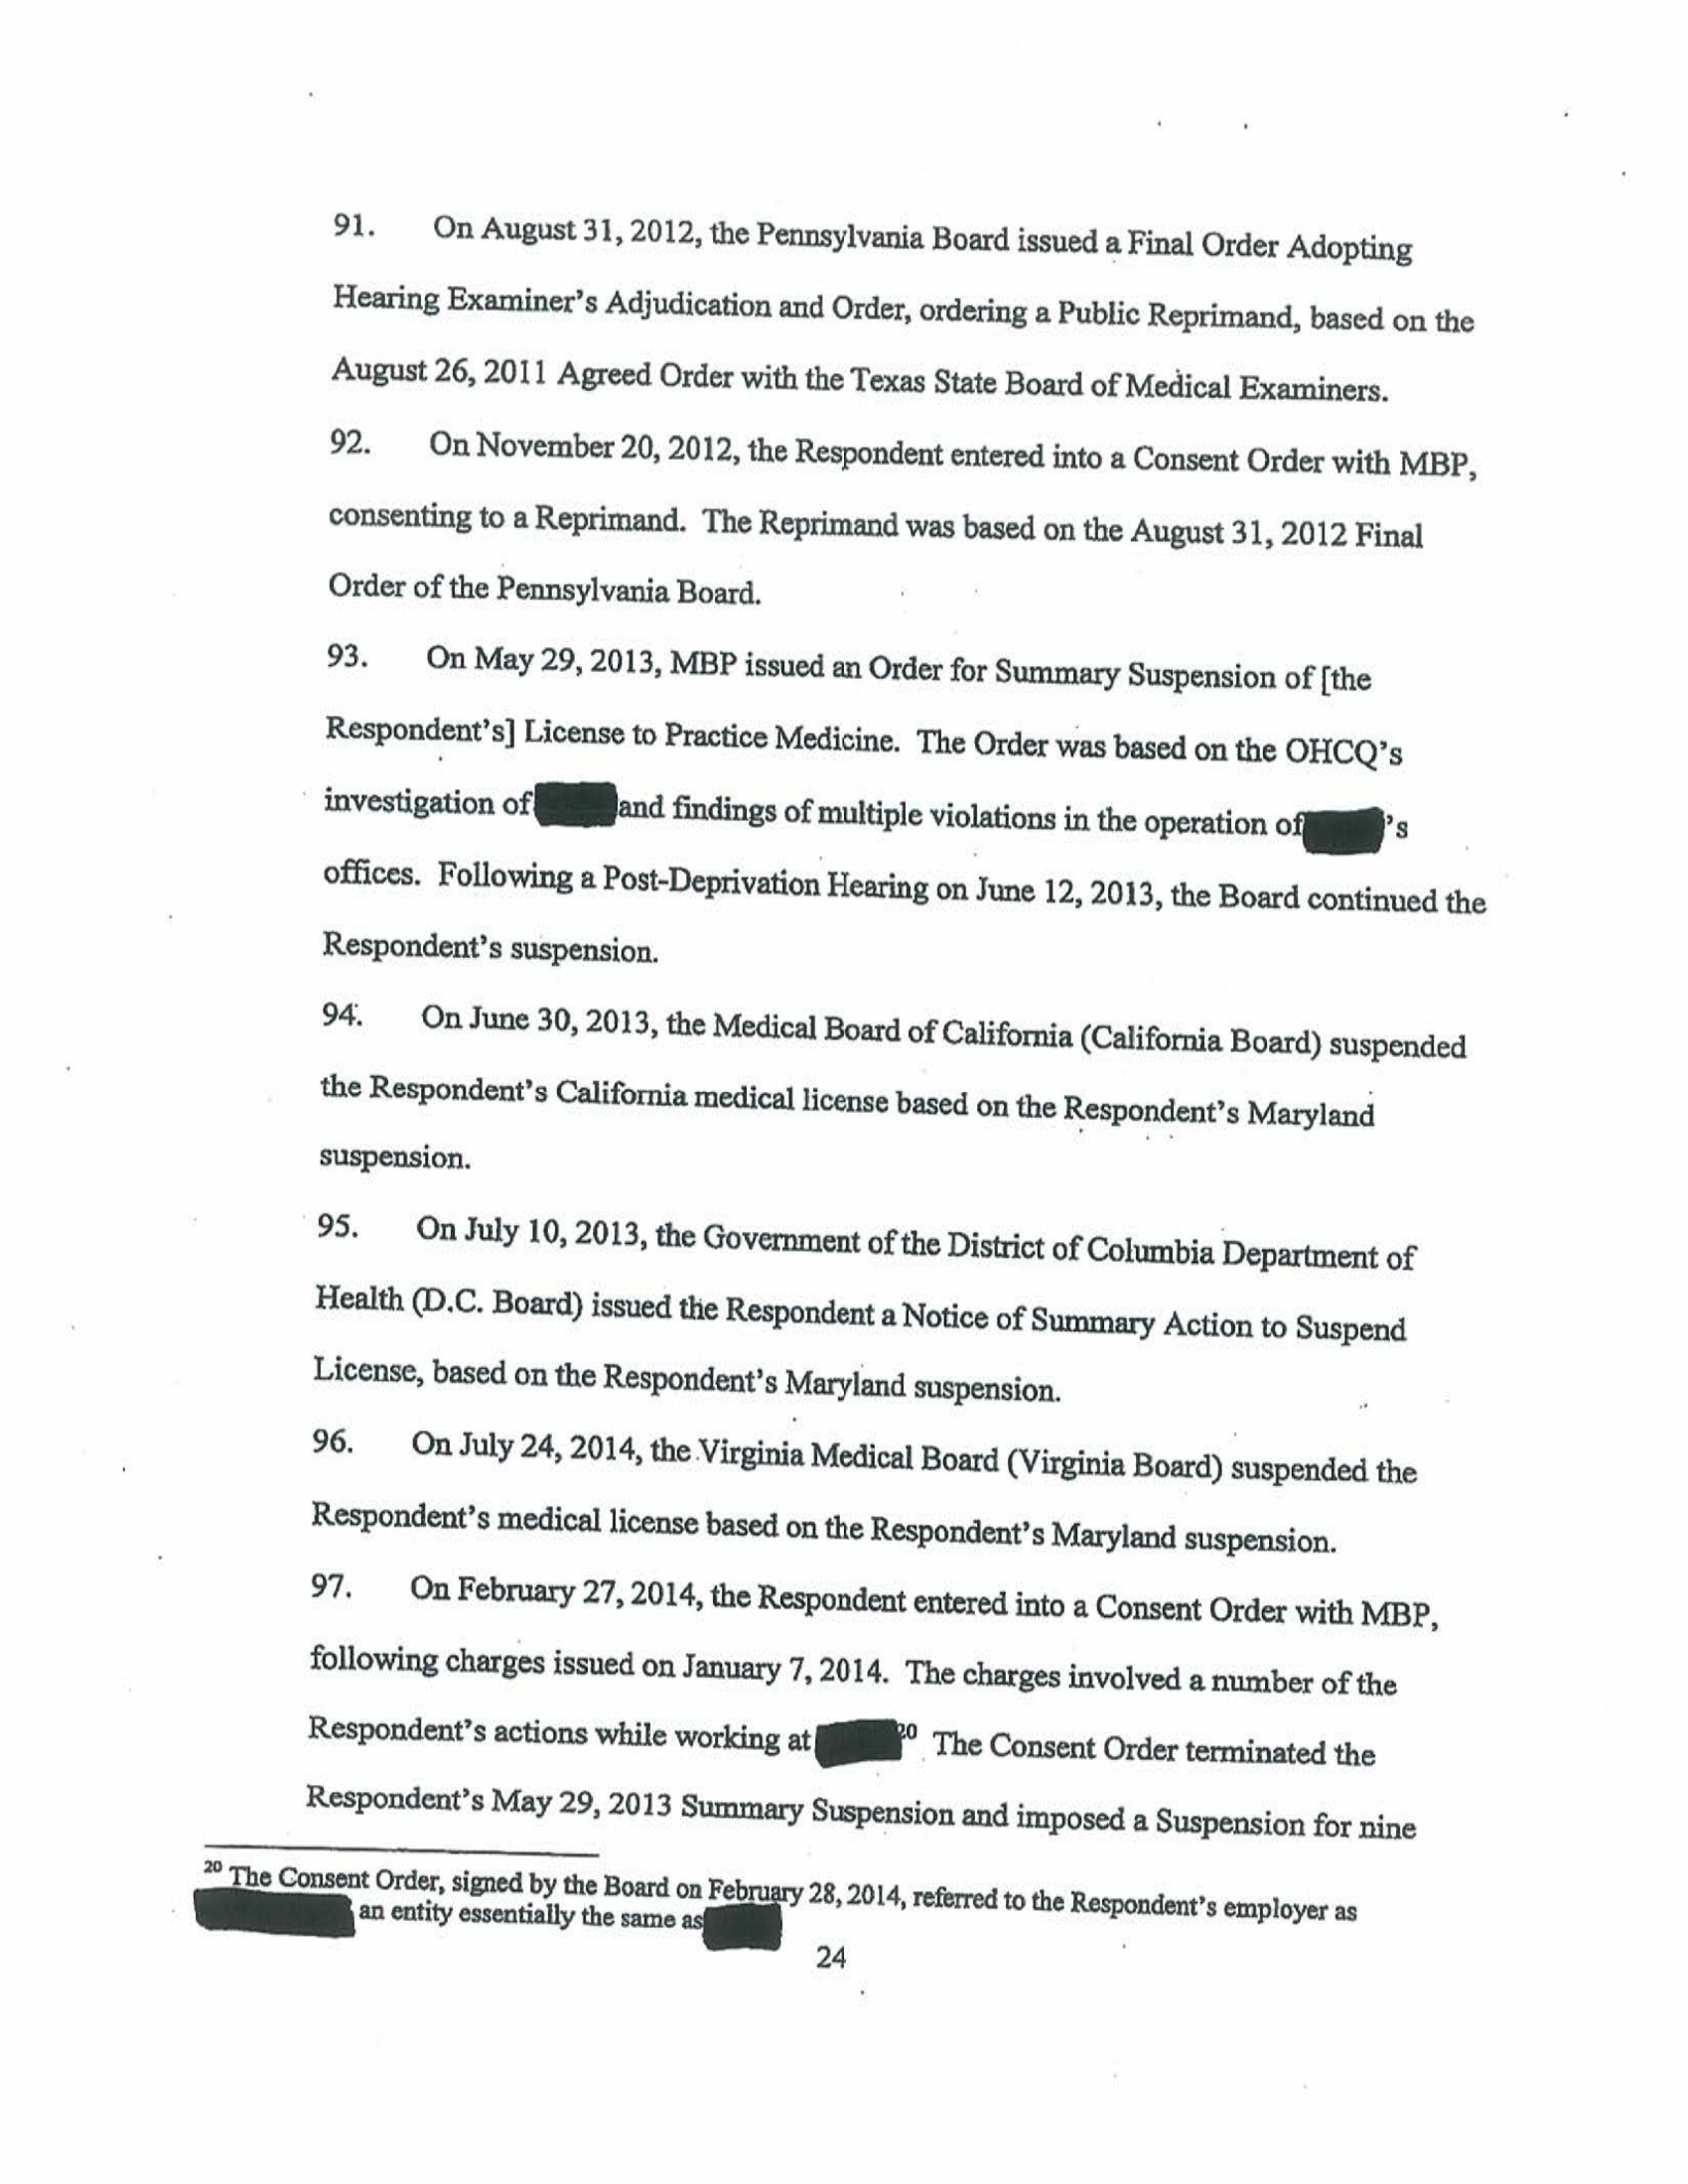 91. On August 31, 2012, the Pennsylvania Board issued a Final Order Adopting
Hearing Examiner's Adjudication and Order, ordering a Public Reprimand, based on the
August 26, 2011 Agreed Order with the Texas State Board of Medical Examiners.
92. On November 20, 2012, the Respondent entered into a Consent Order with MBP,
consenting to a Reprimand. The Reprimand was based on the August 31, 2012 Final
Order of the Pennsylvania Board.
93. On May 29, 2013, MBP issued an Order for Summary Suspension of [the
Respondent's] License to Practice Medicine. The Order was based on the OHCQ's
investigation of and findings of multiple violations in the operation of 's
offices. Following a Post-Deprivation Hearing on June 12, 2013, the Board continued the
Respondent's suspension.
94. On June 30, 2013, the Medical Board of California (California Board) suspended
the Respondent's California medical license based on the Respondent's Maryland
suspension.
95. On July 10, 2013, the Government of the District of Columbia Department of
Health (D.C. Board) issued the Respondent a Notice of Summary Action to Suspend
License, based on the Respondent's Maryland suspension.
96. On July 24, 2014, the Virginia Medical Board (Virginia Board) suspended the
Respondent's medical license based on the Respondent's Maryland suspension.
97. On February 27, 2014, the Respondent entered into a Consent Order with MBP,
following charges issued on January 7, 2014. The charges involved a number of the
Respondent's actions while working at 20 The Consent Order terminated the
Respondent's May 29, 2013 Summary Suspension and imposed a Suspension for nine
20 The Consent Order, signed by the Board on February 28, 2014, referred to the Respondent's employer as
an entity essentially the same as
24